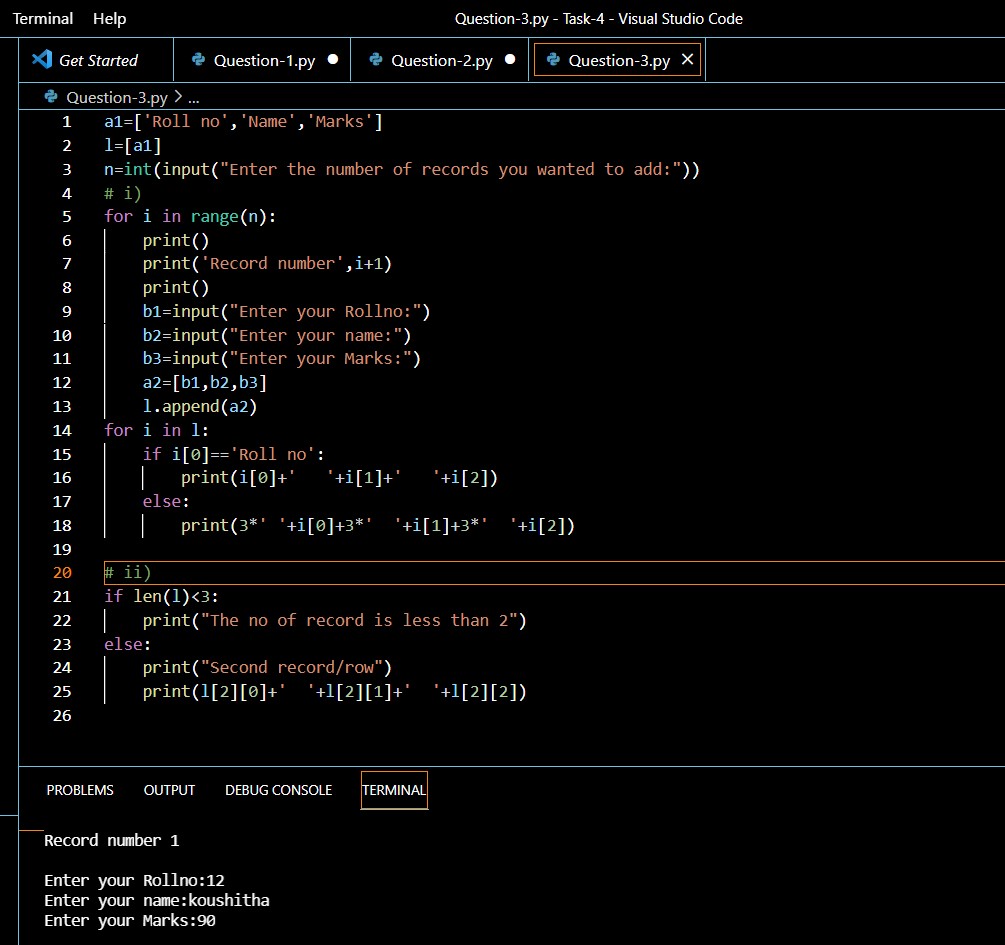 Terminal Help Question-3.py - Task-4 - Visual Studio Code
Get Started Question-1.py Question-2.py Question-3.py
Question-3.py > ...
1 a1=['Roll no','Name','Marks']
2 l=[a1]
3 n=int(input("Enter the number of records you wanted to add:"))
4 # i)
5 for i in range(n):
6     print()
7     print('Record number',i+1)
8     print()
9     b1=input("Enter your Rollno:")
10     b2=input("Enter your name:")
11     b3=input("Enter your Marks:")
12     a2=[b1,b2,b3]
13     l.append(a2)
14 for i in l:
15     if i[0]=='Roll no':
16         print(i[0]+'   '+i[1]+'   '+i[2])
17     else:
18         print(3*' '+i[0]+3*'  '+i[1]+3*'  '+i[2])
19
20 # ii)
21 if len(l)<3:
22     print("The no of record is less than 2")
23 else:
24     print("Second record/row")
25     print(l[2][0]+'  '+l[2][1]+'  '+l[2][2])
26
PROBLEMS OUTPUT DEBUG CONSOLE TERMINAL
Record number 1
Enter your Rollno:12
Enter your name:koushitha
Enter your Marks:90